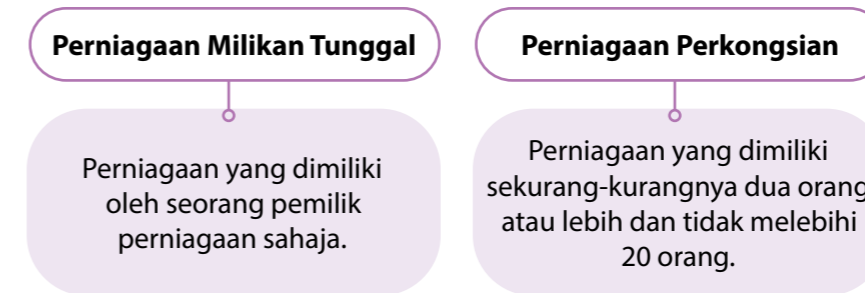 Perniagaan Milikan Tunggal
Perniagaan yang dimiliki
oleh seorang pemilik
perniagaan sahaja.
Perniagaan Perkongsian
Perniagaan yang dimiliki
sekurang-kurangnya dua orang
atau lebih dan tidak melebihi
20 orang.